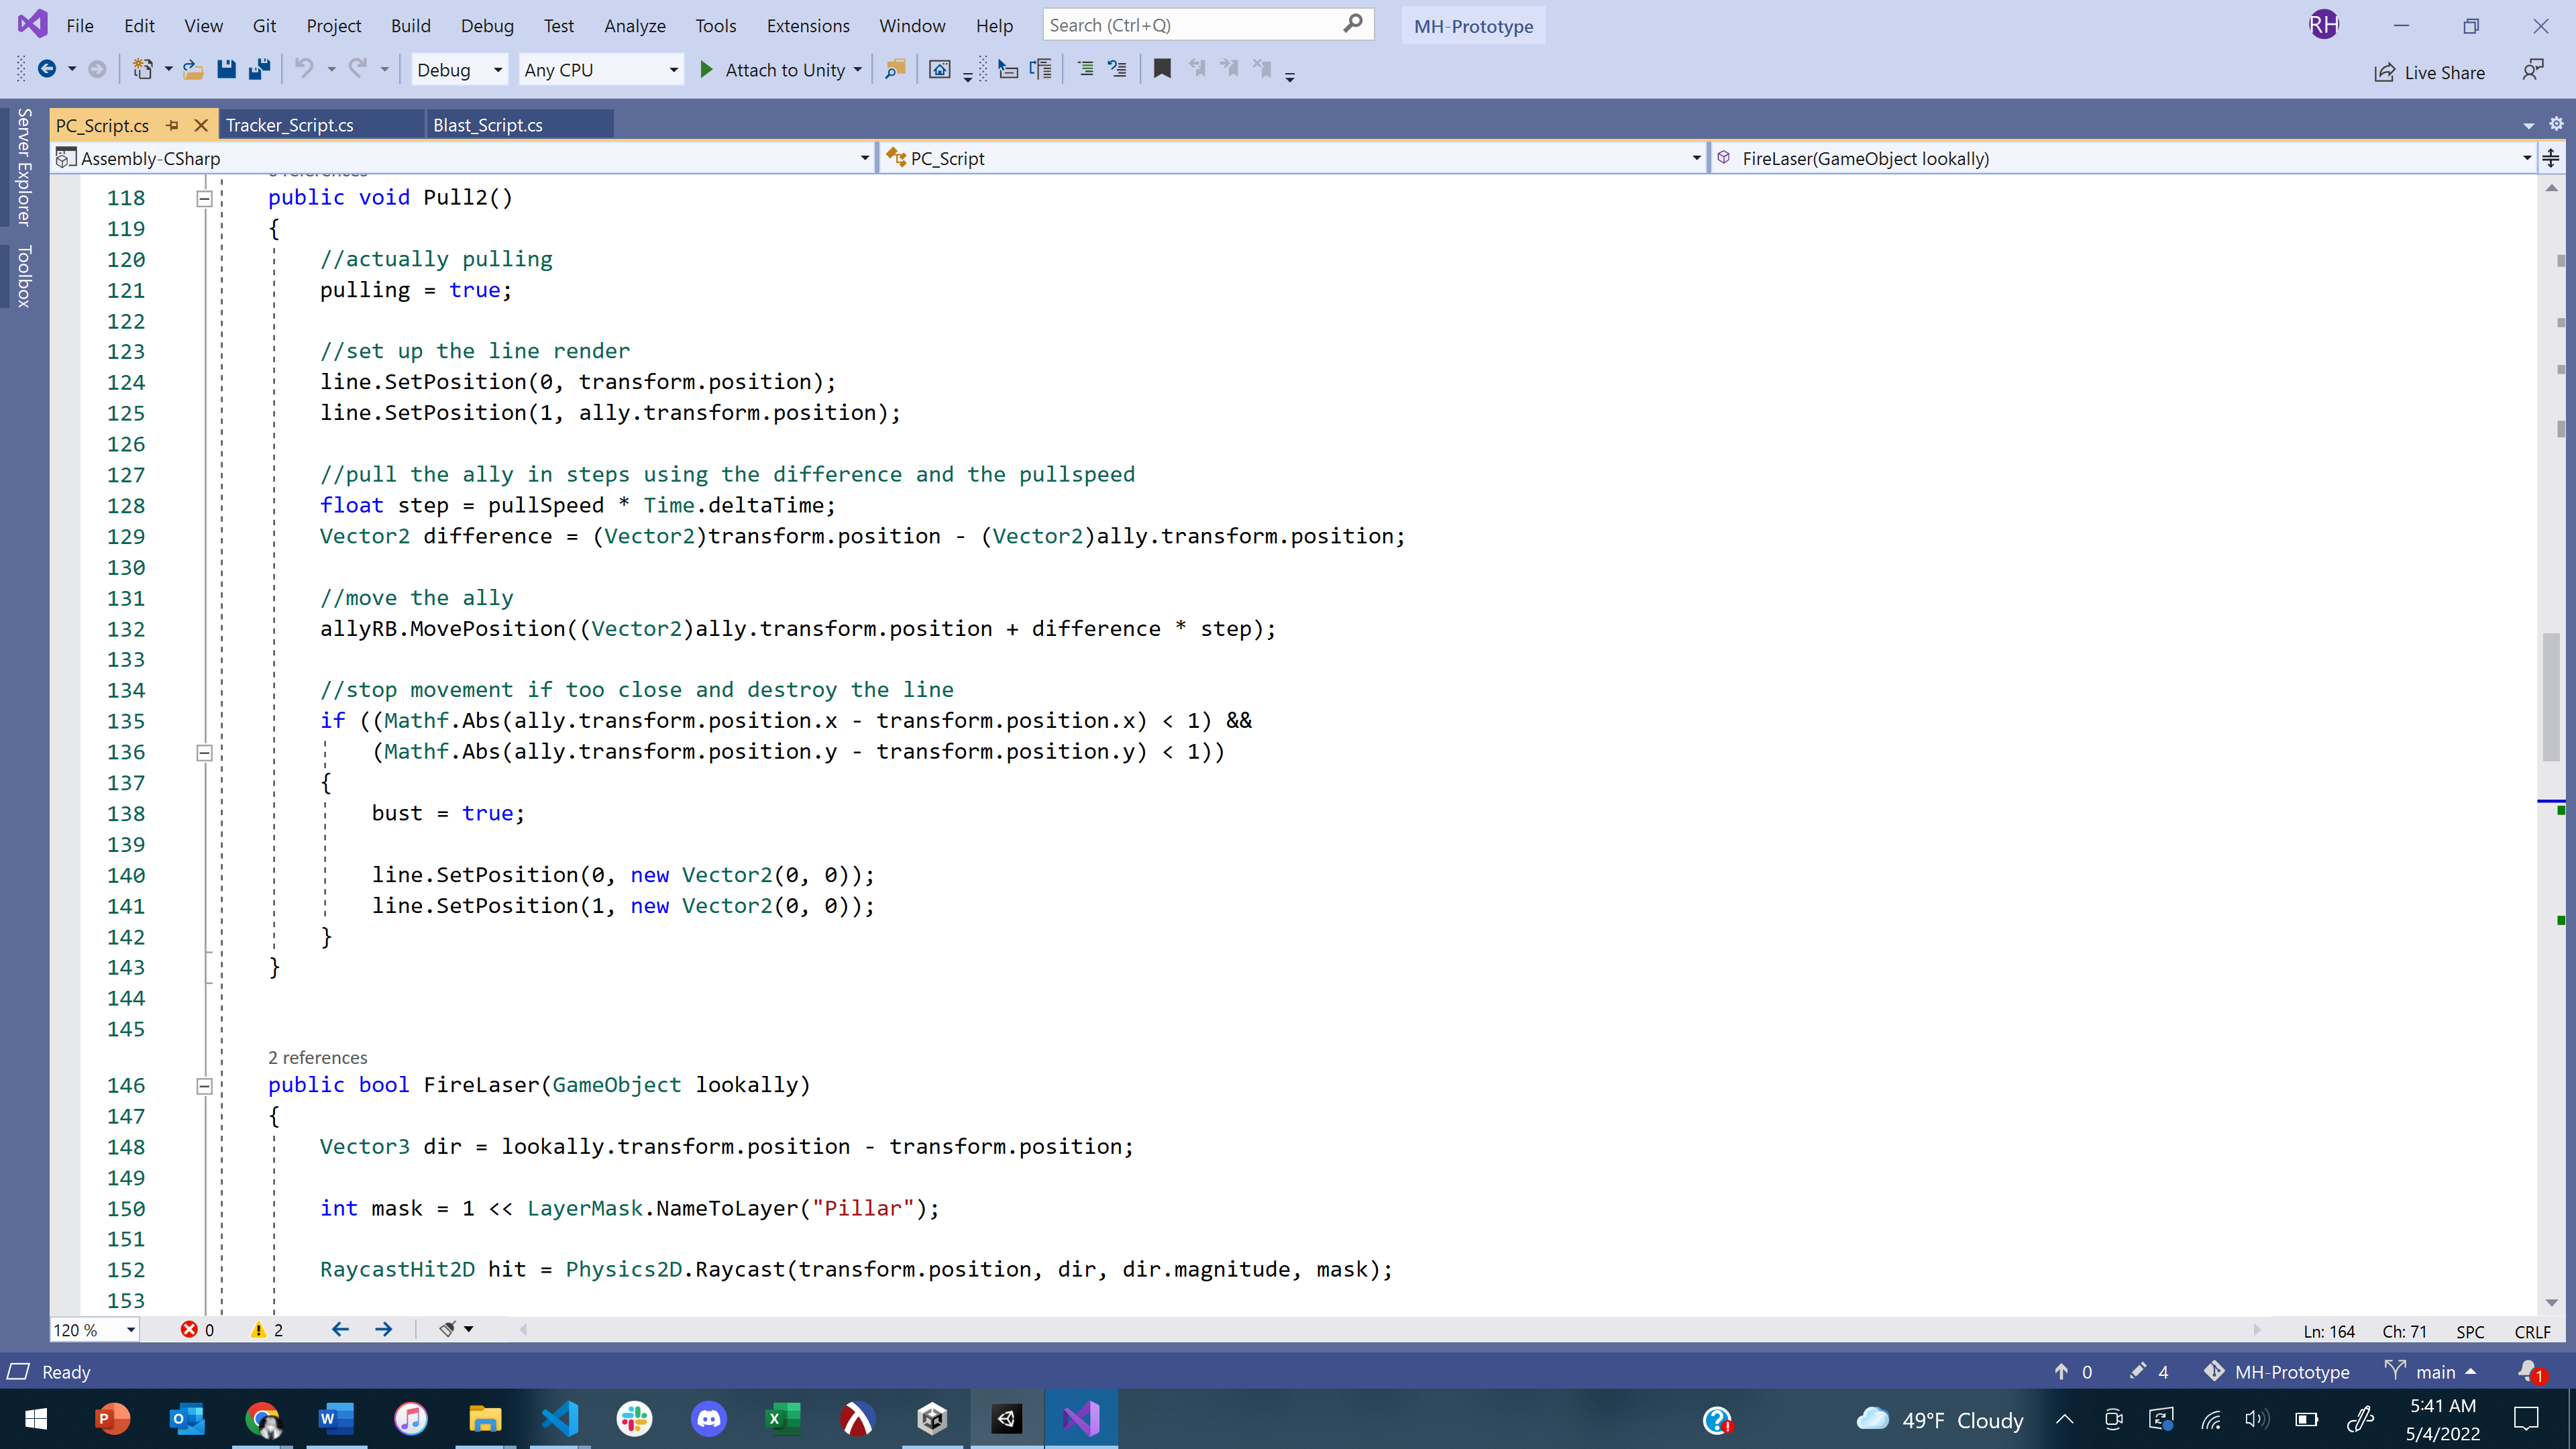 File Edit View Git Project Build Debug Test Analyze Tools Extensions Window Help Search (Ctrl+Q) MH-Prototype RH
Debug Any CPU Attach to Unity Live Share
Server Explorer
Toolbox
PC_Script.cs Tracker_Script.cs Blast_Script.cs
Assembly-CSharp PC_Script FireLaser(GameObject lookally)
118 public void Pull2()
119 {
120 //actually pulling
121 pulling = true;
122
123 //set up the line render
124 line.SetPosition(0, transform.position);
125 line.SetPosition(1, ally.transform.position);
126
127 //pull the ally in steps using the difference and the pullspeed
128 float step = pullSpeed * Time.deltaTime;
129 Vector2 difference = (Vector2)transform.position - (Vector2)ally.transform.position;
130
131 //move the ally
132 allyRB.MovePosition((Vector2)ally.transform.position + difference * step);
133
134 //stop movement if too close and destroy the line
135 if ((Mathf.Abs(ally.transform.position.x - transform.position.x) < 1) &&
136 (Mathf.Abs(ally.transform.position.y - transform.position.y) < 1))
137 {
138 bust = true;
139
140 line.SetPosition(0, new Vector2(0, 0));
141 line.SetPosition(1, new Vector2(0, 0));
142 }
143 }
144
145
2 references
146 public bool FireLaser(GameObject lookally)
147 {
148 Vector3 dir = lookally.transform.position - transform.position;
149
150 int mask = 1 << LayerMask.NameToLayer("Pillar");
151
152 RaycastHit2D hit = Physics2D.Raycast(transform.position, dir, dir.magnitude, mask);
153
120 % 0 2 Ln: 164 Ch: 71 SPC CRLF
Ready 0 4 MH-Prototype main 1
49°F Cloudy 5:41 AM
5/4/2022